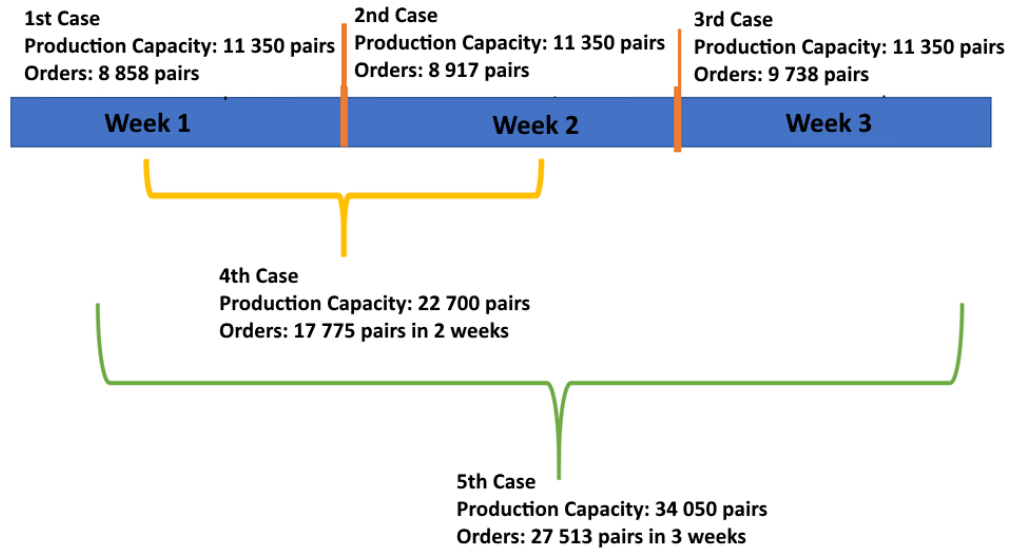 1st Case
Production Capacity: 11 350 pairs
Orders: 8 858 pairs
2nd Case
Production Capacity: 11 350 pairs
Orders: 8 917 pairs
3rd Case
Production Capacity: 11 350 pairs
Orders: 9 738 pairs
Week 1
Week 2
Week 3
4th Case
Production Capacity: 22 700 pairs
Orders: 17 775 pairs in 2 weeks
5th Case
Production Capacity: 34 050 pairs
Orders: 27 513 pairs in 3 weeks